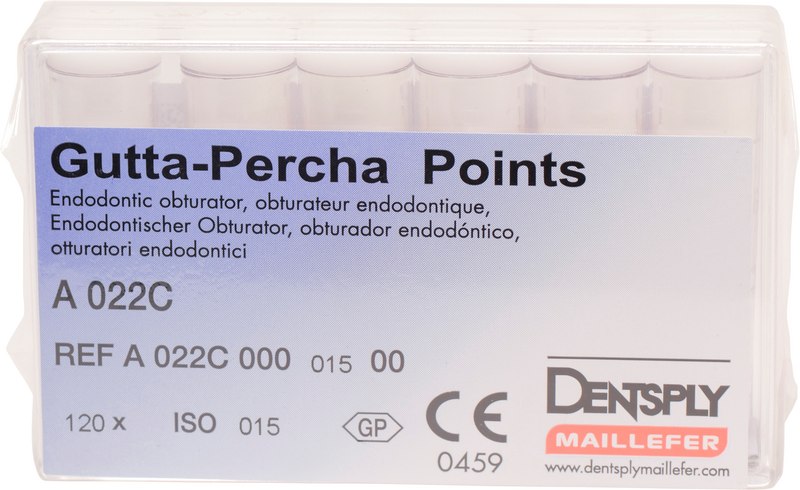 Gutta-Percha Points
Endodontic obturator, obturateur endodontique,
Endodontischer Obturator, obturador endodóntico,
otturatori endodontici
A 022C
REF A 022C 000 015 00
120 x ISO 015 GP CE
0459
DENTSPLY
MAILLEFER
www.dentsplymaillefer.com